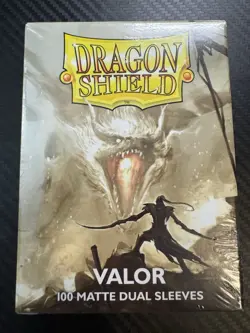 DRAGON
SHIELD
VALOR
100 MATTE DUAL SLEEVES